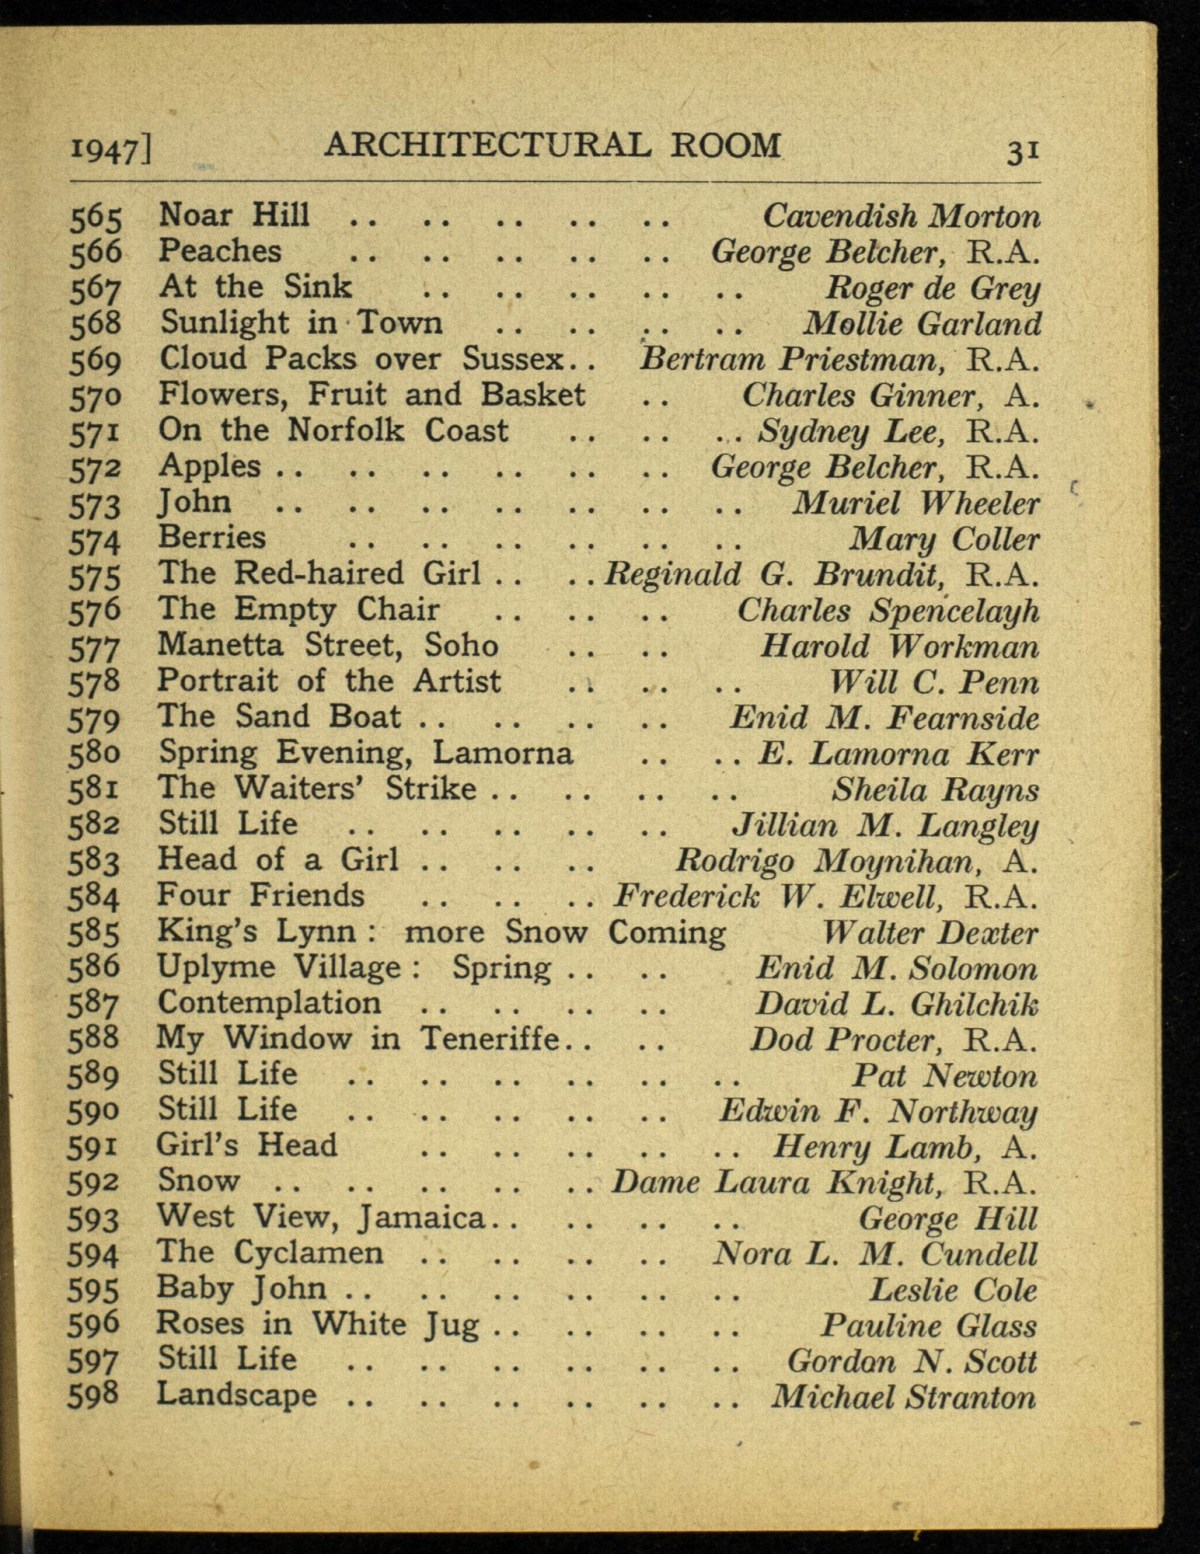 1947] ARCHITECTURAL ROOM 31
565 Noar Hill .. .. .. .. .. Cavendish Morton
566 Peaches .. .. .. .. .. George Belcher, R.A.
567 At the Sink .. .. .. .. .. Roger de Grey
568 Sunlight in Town .. .. .. .. Mollie Garland
569 Cloud Packs over Sussex.. Bertram Priestman, R.A.
570 Flowers, Fruit and Basket .. Charles Ginner, A.
571 On the Norfolk Coast .. .. .. Sydney Lee, R.A.
572 Apples .. .. .. .. .. .. George Belcher, R.A.
573 John .. .. .. .. .. .. .. Muriel Wheeler
574 Berries .. .. .. .. .. .. Mary Coller
575 The Red-haired Girl .. .. Reginald G. Brundit, R.A.
576 The Empty Chair .. .. .. Charles Spencelayh
577 Manetta Street, Soho .. .. Harold Workman
578 Portrait of the Artist .. .. .. Will C. Penn
579 The Sand Boat .. .. .. .. Enid M. Fearnside
580 Spring Evening, Lamorna .. .. E. Lamorna Kerr
581 The Waiters' Strike .. .. .. .. Sheila Rayns
582 Still Life .. .. .. .. .. Jillian M. Langley
583 Head of a Girl .. .. .. Rodrigo Moynihan, A.
584 Four Friends .. .. .. Frederick W. Elwell, R.A.
585 King's Lynn : more Snow Coming Walter Dexter
586 Uplyme Village : Spring .. .. Enid M. Solomon
587 Contemplation .. .. .. .. David L. Ghilchik
588 My Window in Teneriffe.. .. Dod Procter, R.A.
589 Still Life .. .. .. .. .. .. Pat Newton
590 Still Life .. .. .. .. .. Edwin F. Northway
591 Girl's Head .. .. .. .. .. Henry Lamb, A.
592 Snow .. .. .. .. .. Dame Laura Knight, R.A.
593 West View, Jamaica.. .. .. .. George Hill
594 The Cyclamen .. .. .. .. Nora L. M. Cundell
595 Baby John .. .. .. .. .. .. Leslie Cole
596 Roses in White Jug .. .. .. .. Pauline Glass
597 Still Life .. .. .. .. .. .. Gordon N. Scott
598 Landscape .. .. .. .. .. .. Michael Stranton